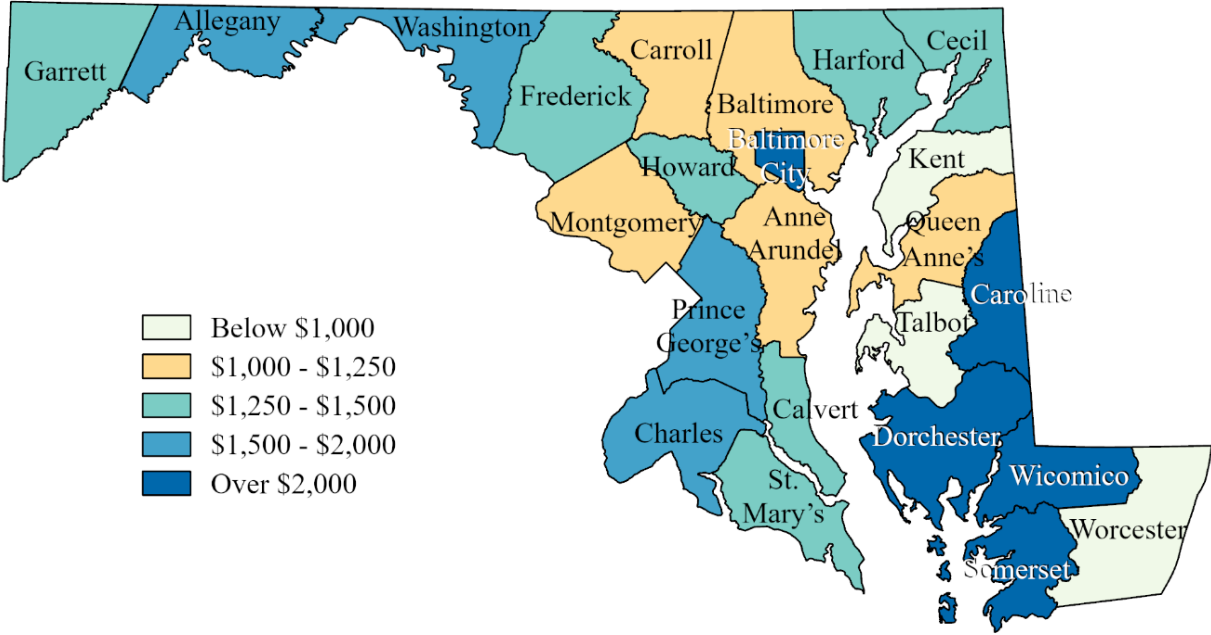 Garrett
Allegany
Washington
Frederick
Carroll
Baltimore
Baltimore
City
Harford
Cecil
Howard
Montgomery
Anne
Arundel
Kent
Queen
Anne's
Caroline
Talbot
Prince
George's
Calvert
Charles
St.
Mary's
Dorchester
Wicomico
Worcester
Somerset
Below $1,000
$1,000 - $1,250
$1,250 - $1,500
$1,500 - $2,000
Over $2,000